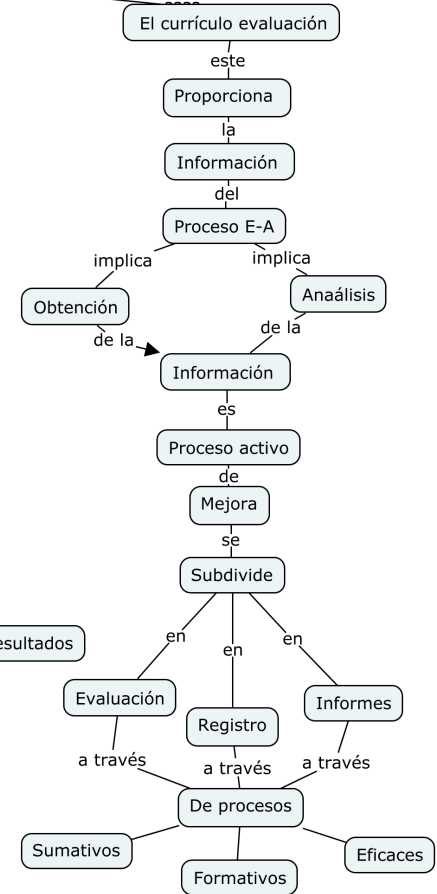 ????
El currículo evaluación
este
Proporciona
la
Información
del
Proceso E-A
implica
implica
Obtención
Anaálisis
de la
de la
Información
es
Proceso activo
de
Mejora
se
Subdivide
en
en
en
esultados
Evaluación
Registro
Informes
a través
a través
a través
De procesos
Sumativos
Formativos
Eficaces